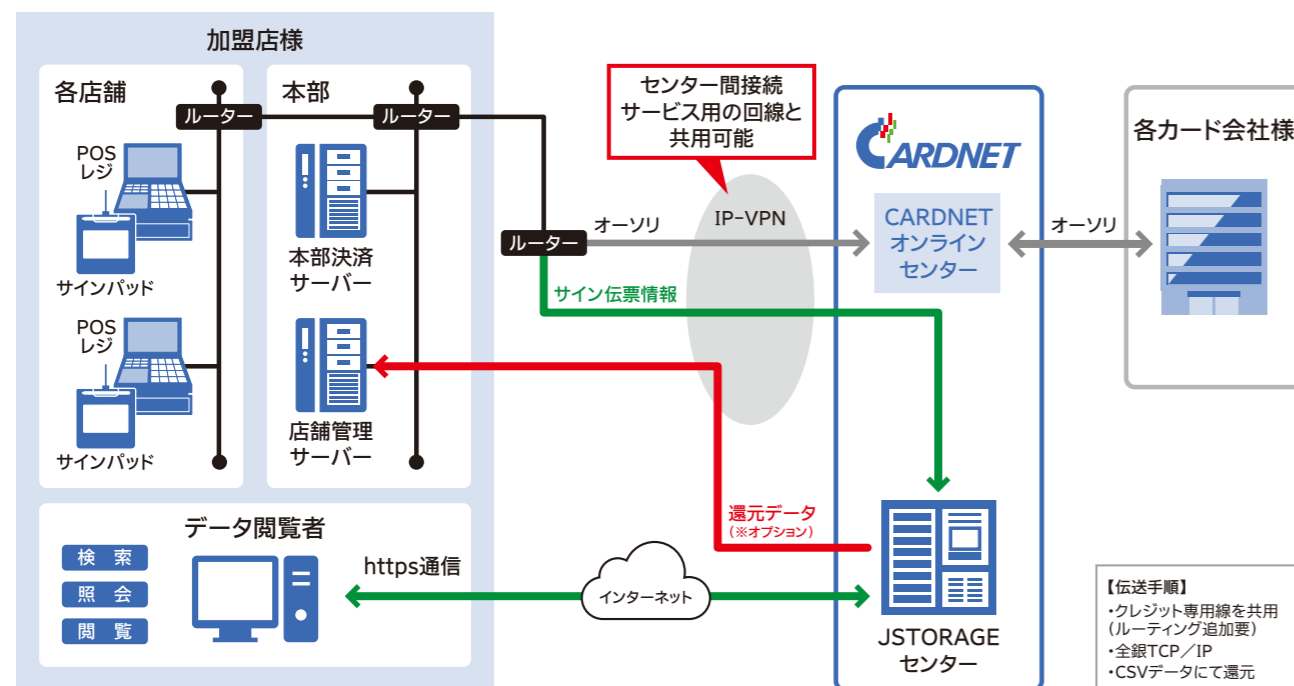 加盟店様
各店舗
本部
ルーター
ルーター
POS
レジ
サインパッド
POS
レジ
サインパッド
本部決済
サーバー
店舗管理
サーバー
センター間接続
サービス用の回線と
共用可能
ルーター
オーソリ
IP-VPN
サイン伝票情報
還元データ
(※オプション)
CARDNET
CARDNET
オンライン
センター
オーソリ
各カード会社様
データ閲覧者
検 索
照 会
閲 覧
https通信
インターネット
JSTORAGE
センター
【伝送手順】
・クレジット専用線を共用
(ルーティング追加要)
・全銀TCP/IP
・CSVデータにて還元